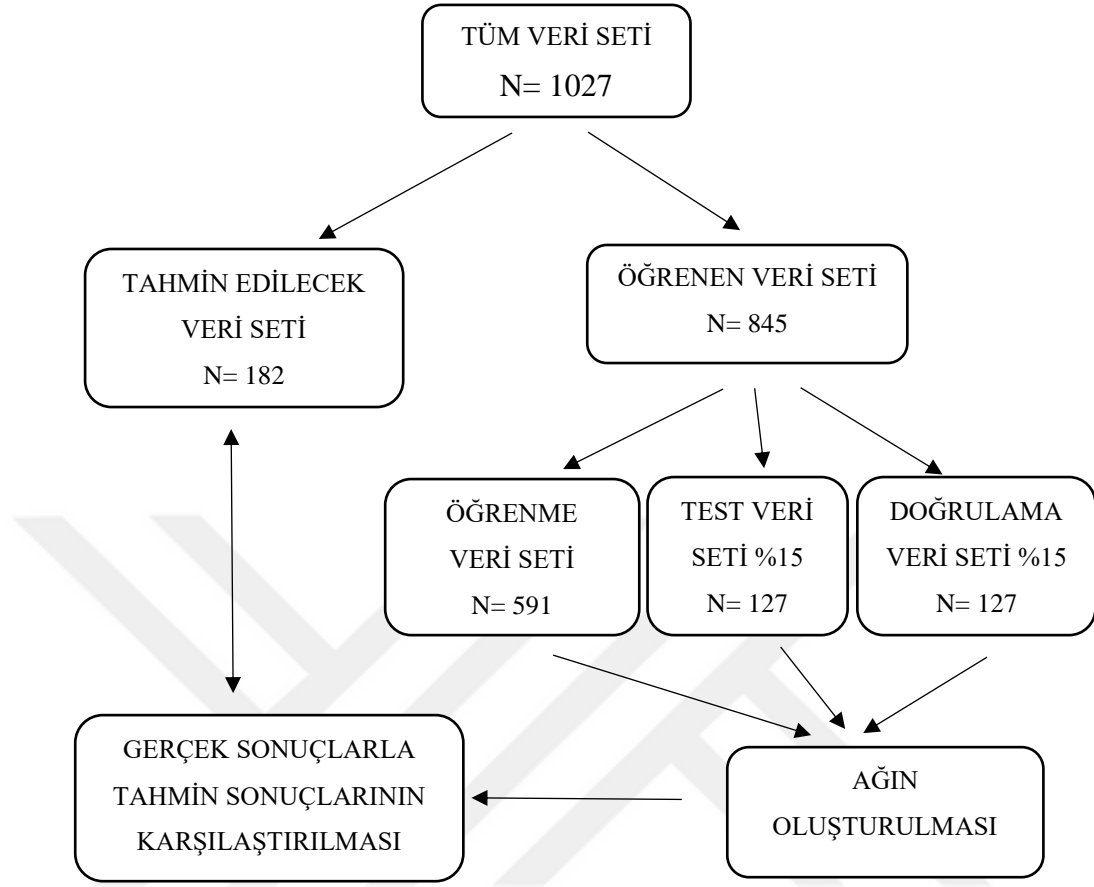 TÜM VERİ SETİ
N= 1027
TAHMİN EDİLECEK
VERİ SETİ
N= 182
ÖĞRENEN VERİ SETİ
N= 845
ÖĞRENME
VERİ SETİ
N= 591
TEST VERİ
SETİ %15
N= 127
DOĞRULAMA
VERİ SETİ %15
N= 127
GERÇEK SONUÇLARLA
TAHMİN SONUÇLARININ
KARŞILAŞTIRILMASI
AĞIN
OLUŞTURULMASI